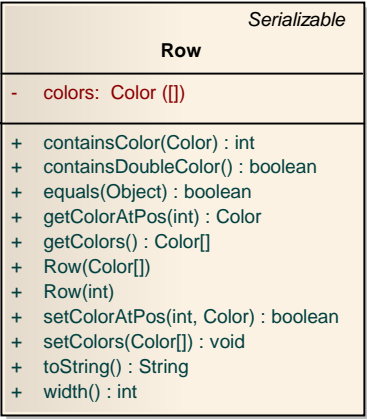 Serializable
Row
- colors: Color ([])
+ containsColor(Color) : int
+ containsDoubleColor() : boolean
+ equals(Object) : boolean
+ getColorAtPos(int) : Color
+ getColors() : Color[]
+ Row(Color[])
+ Row(int)
+ setColorAtPos(int, Color) : boolean
+ setColors(Color[]) : void
+ toString() : String
+ width() : int